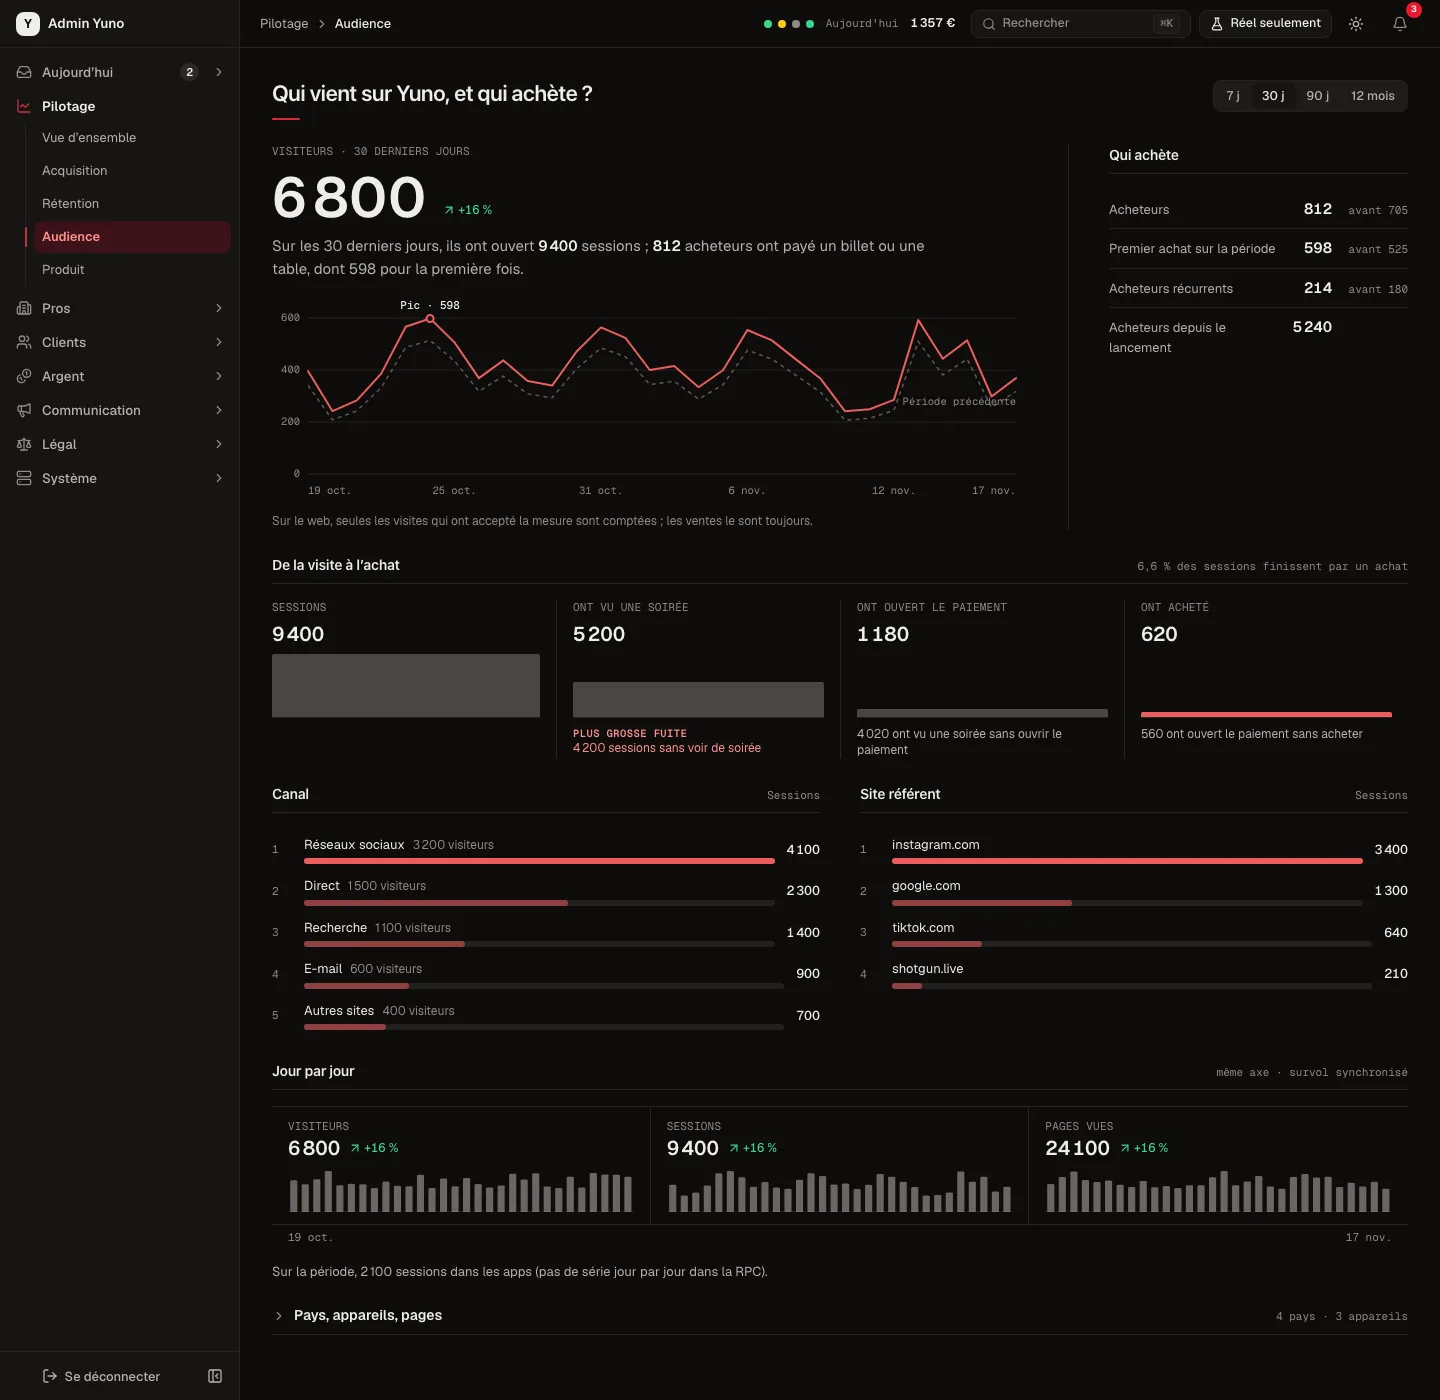 Y Admin Yuno
Aujourd'hui 2
Pilotage
Vue d'ensemble
Acquisition
Rétention
Audience
Produit
Pros
Clients
Argent
Communication
Légal
Système
Se déconnecter
Pilotage > Audience
Aujourd'hui 1 357 €
Rechercher ⌘K
Réel seulement
3
Qui vient sur Yuno, et qui achète ?
7 j 30 j 90 j 12 mois
VISITEURS · 30 DERNIERS JOURS
6 800 ↗ +16 %
Sur les 30 derniers jours, ils ont ouvert 9 400 sessions ; 812 acheteurs ont payé un billet ou une
table, dont 598 pour la première fois.
Pic · 598
600
400
200
0
Période précédente
19 oct. 25 oct. 31 oct. 6 nov. 12 nov. 17 nov.
Sur le web, seules les visites qui ont accepté la mesure sont comptées ; les ventes le sont toujours.
Qui achète
Acheteurs 812 avant 705
Premier achat sur la période 598 avant 525
Acheteurs récurrents 214 avant 180
Acheteurs depuis le 5 240
lancement
De la visite à l'achat
6,6 % des sessions finissent par un achat
SESSIONS
9 400
ONT VU UNE SOIRÉE
5 200
PLUS GROSSE FUITE
4 200 sessions sans voir de soirée
ONT OUVERT LE PAIEMENT
1 180
4 020 ont vu une soirée sans ouvrir le
paiement
ONT ACHETÉ
620
560 ont ouvert le paiement sans acheter
Canal Sessions
1 Réseaux sociaux 3 200 visiteurs 4 100
2 Direct 1 500 visiteurs 2 300
3 Recherche 1 100 visiteurs 1 400
4 E-mail 600 visiteurs 900
5 Autres sites 400 visiteurs 700
Site référent Sessions
1 instagram.com 3 400
2 google.com 1 300
3 tiktok.com 640
4 shotgun.live 210
Jour par jour
même axe · survol synchronisé
VISITEURS
6 800 ↗ +16 %
SESSIONS
9 400 ↗ +16 %
PAGES VUES
24 100 ↗ +16 %
19 oct. 17 nov.
Sur la période, 2 100 sessions dans les apps (pas de série jour par jour dans la RPC).
Pays, appareils, pages
4 pays · 3 appareils